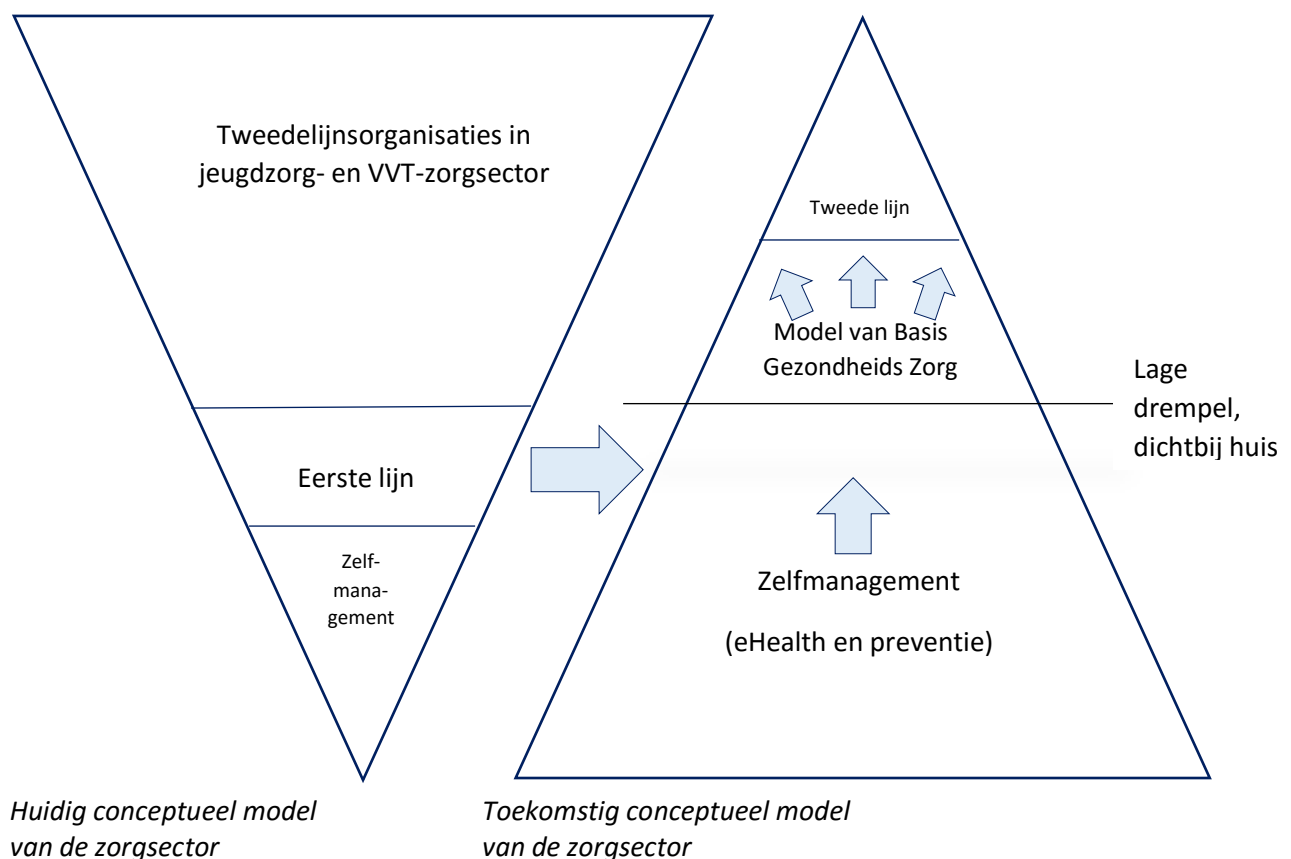 Tweedelijnsorganisaties in
jeugdzorg- en VVT-zorgsector
Eerste lijn
Zelf-
mana-
gement
Tweede lijn
Model van Basis
Gezondheids Zorg
Lage
drempel,
dichtbij huis
Zelfmanagement
(eHealth en preventie)
Huidig conceptueel model
van de zorgsector
Toekomstig conceptueel model
van de zorgsector